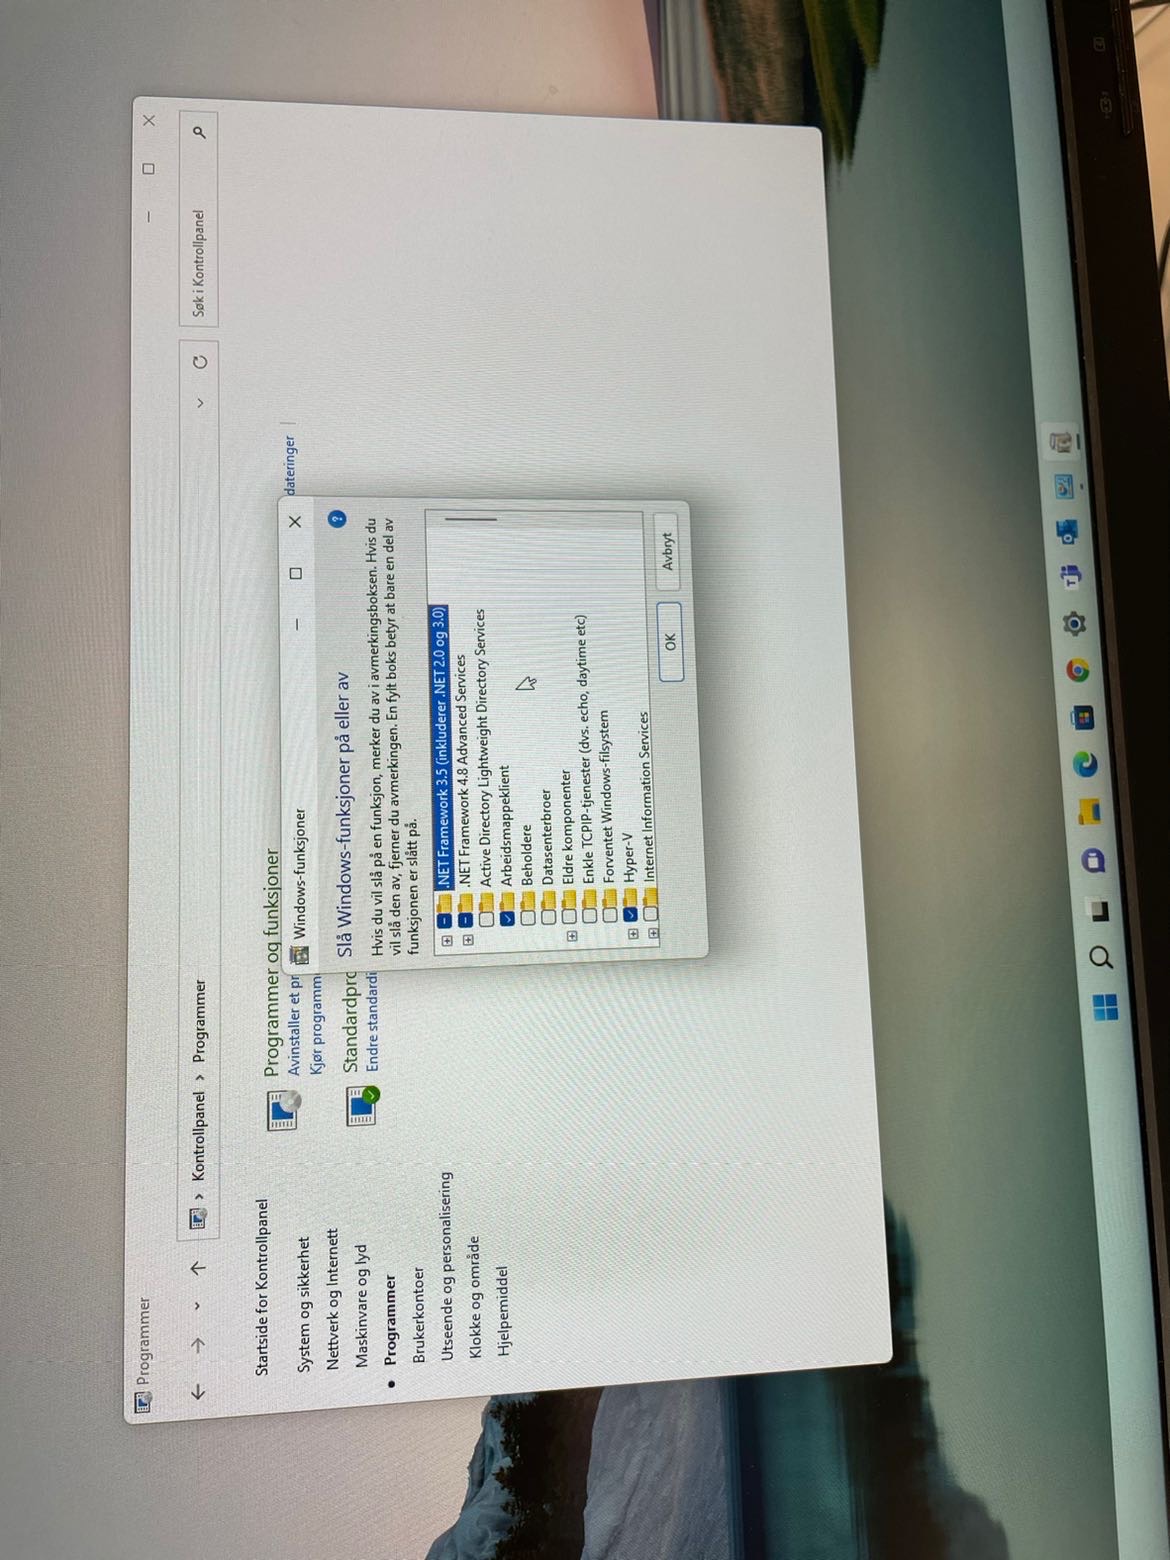 Programmer
Kontrollpanel > Programmer
Søk i Kontrollpanel
Startside for Kontrollpanel
System og sikkerhet
Nettverk og Internett
Maskinvare og lyd
Programmer
Brukerkontoer
Utseende og personalisering
Klokke og område
Hjelpemiddel
Programmer og funksjoner
Avinstaller et pr
dateringer
Kjør programm
Standardpro
Endre standardi
Windows-funksjoner
Slå Windows-funksjoner på eller av
Hvis du vil slå på en funksjon, merker du av i avmerkingsboksen. Hvis du
vil slå den av, fjerner du avmerkingen. En fylt boks betyr at bare en del av
funksjonen er slått på.
.NET Framework 3.5 (inkluderer .NET 2.0 og 3.0)
.NET Framework 4.8 Advanced Services
Active Directory Lightweight Directory Services
Arbeidsmappeklient
Beholdere
Datasenterbroer
Eldre komponenter
Enkle TCPIP-tjenester (dvs. echo, daytime etc)
Forventet Windows-filsystem
Hyper-V
Internet Information Services
OK
Avbryt